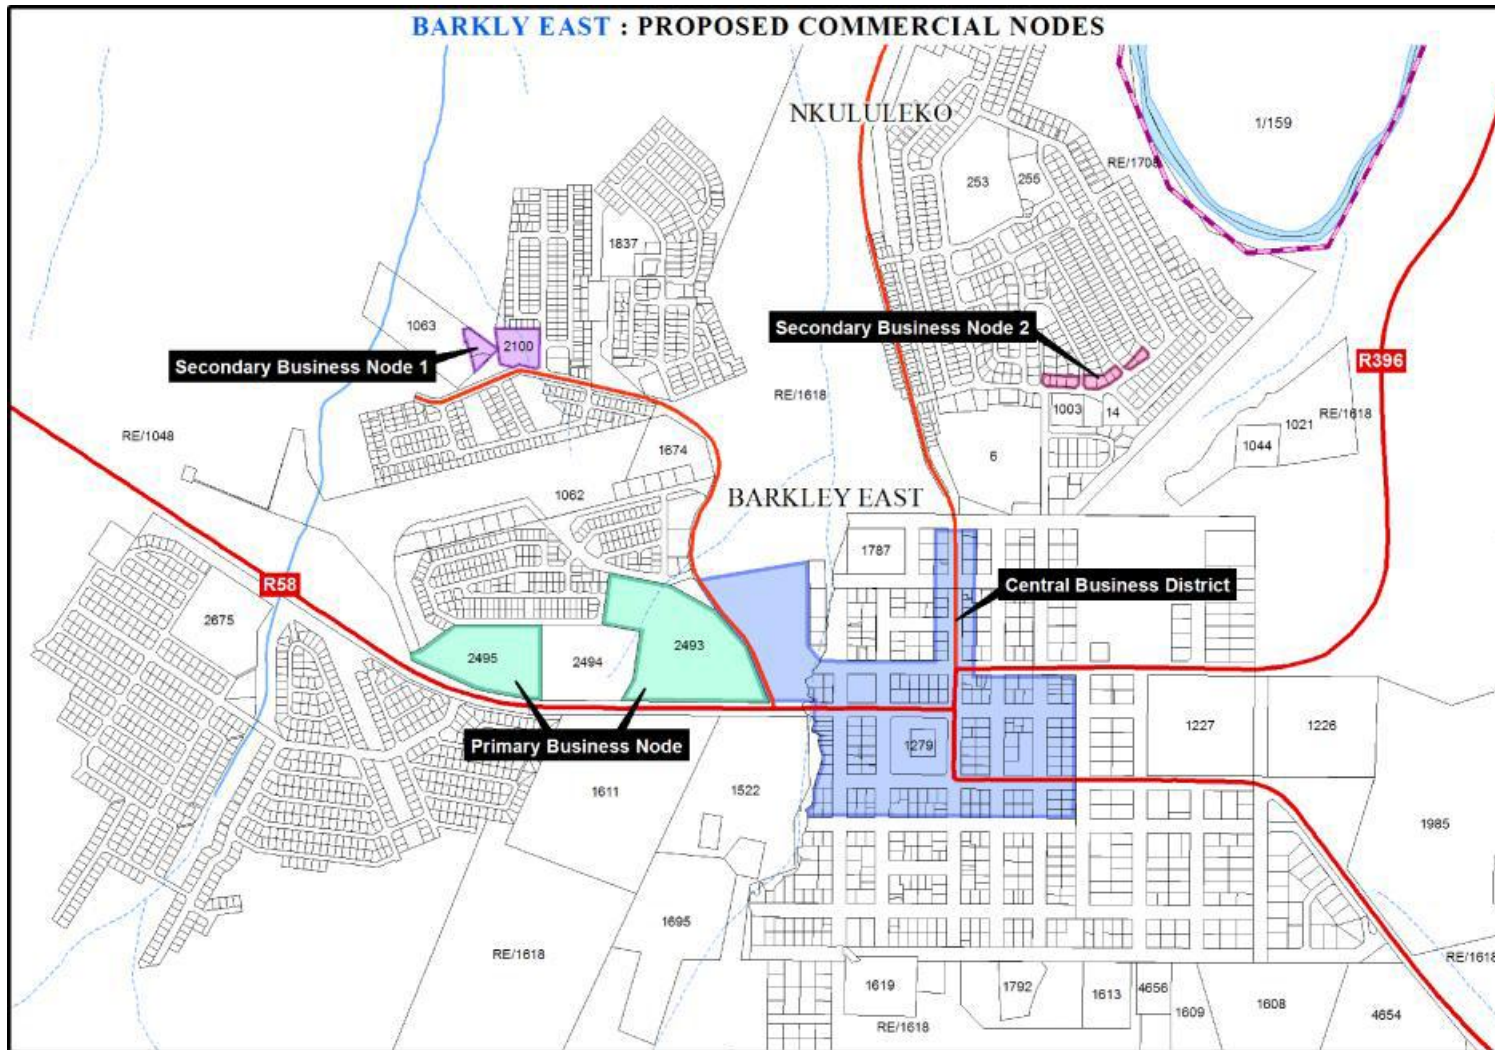 BARKLY EAST : PROPOSED COMMERCIAL NODES
NKULULEKO
1/159
RE/1708
253
255
1837
1063
2100
Secondary Business Node 1
Secondary Business Node 2
R396
RE/1618
1003
14
1021
RE/1618
1044
RE/1048
1674
6
1062
BARKLEY EAST
1787
R58
Central Business District
2675
2495
2494
2493
1227
1226
Primary Business Node
1279
1611
1522
1985
1695
RE/1618
RE/1618
1619
1792
1613
4656
1609
1608
4654
RE/1618